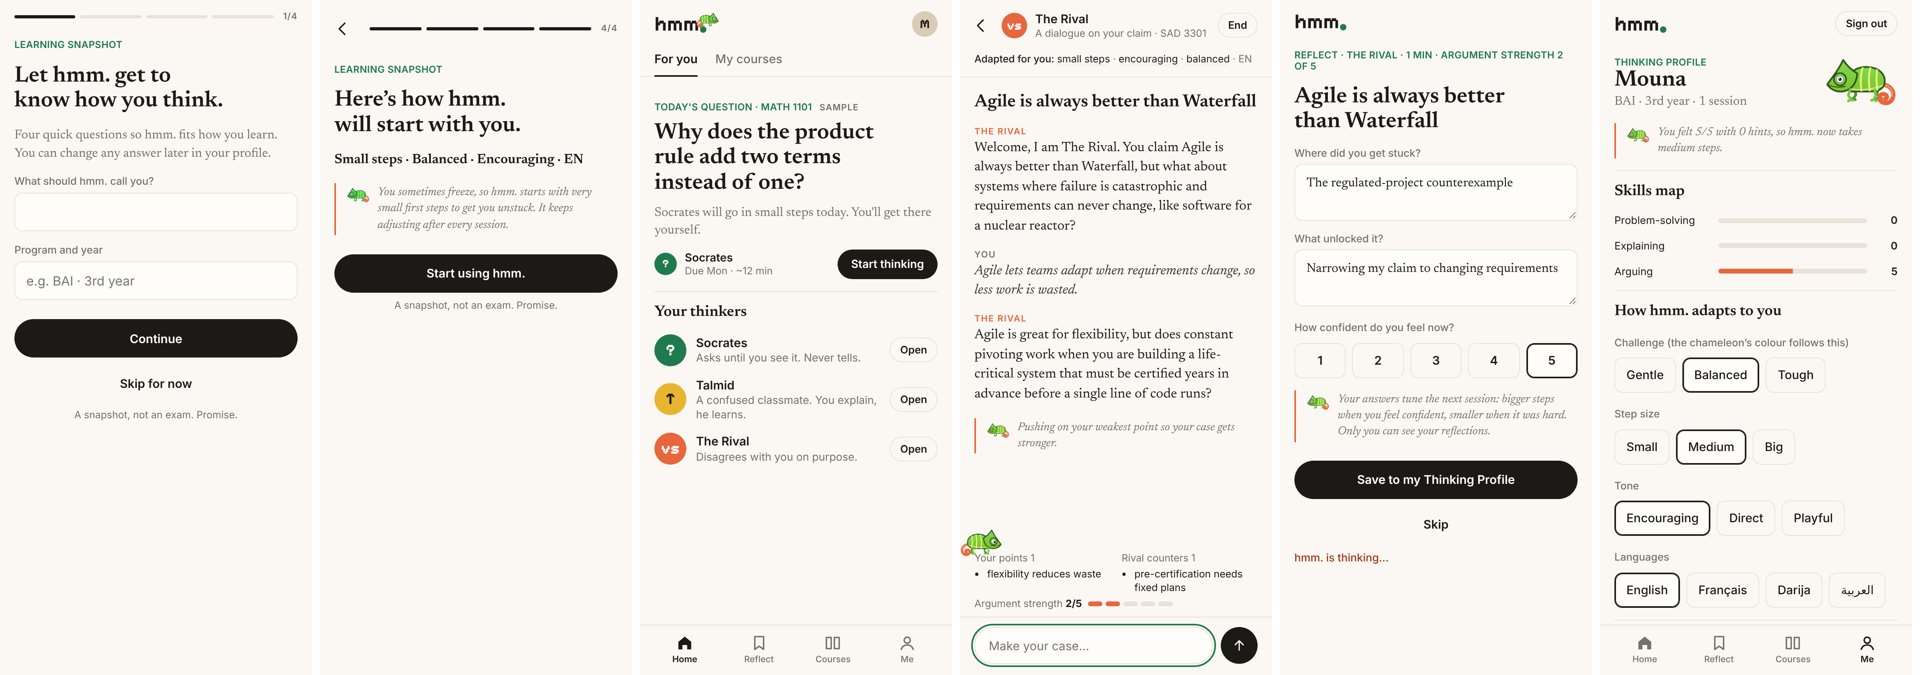 1/4
LEARNING SNAPSHOT
Let hmm. get to
know how you think.
Four quick questions so hmm. fits how you learn.
You can change any answer later in your profile.
What should hmm. call you?
Program and year
e.g. BAI · 3rd year
Continue
Skip for now
A snapshot, not an exam. Promise.
4/4
LEARNING SNAPSHOT
Here's how hmm.
will start with you.
Small steps · Balanced · Encouraging · EN
You sometimes freeze, so hmm. starts with very
small first steps to get you unstuck. It keeps
adjusting after every session.
Start using hmm.
A snapshot, not an exam. Promise.
hmm.
M
For you My courses
TODAY'S QUESTION · MATH 1101 SAMPLE
Why does the product
rule add two terms
instead of one?
Socrates will go in small steps today. You'll get there
yourself.
?
Socrates
Due Mon · ~12 min
Start thinking
Your thinkers
?
Socrates
Asks until you see it. Never tells.
Open
T
Talmid
A confused classmate. You explain,
he learns.
Open
vs
The Rival
Disagrees with you on purpose.
Open
Home Reflect Courses Me
vs
The Rival
A dialogue on your claim · SAD 3301
End
Adapted for you: small steps · encouraging · balanced · EN
Agile is always better than Waterfall
THE RIVAL
Welcome, I am The Rival. You claim Agile is
always better than Waterfall, but what about
systems where failure is catastrophic and
requirements can never change, like software for
a nuclear reactor?
YOU
Agile lets teams adapt when requirements change, so
less work is wasted.
THE RIVAL
Agile is great for flexibility, but does constant
pivoting work when you are building a life-
critical system that must be certified years in
advance before a single line of code runs?
Pushing on your weakest point so your case gets
stronger.
Your points 1
• flexibility reduces waste
Rival counters 1
• pre-certification needs
fixed plans
Argument strength 2/5
Make your case...
hmm.
REFLECT · THE RIVAL · 1 MIN · ARGUMENT STRENGTH 2
OF 5
Agile is always better
than Waterfall
Where did you get stuck?
The regulated-project counterexample
What unlocked it?
Narrowing my claim to changing requirements
How confident do you feel now?
1 2 3 4 5
Your answers tune the next session: bigger steps
when you feel confident, smaller when it was hard.
Only you can see your reflections.
Save to my Thinking Profile
Skip
hmm. is thinking...
hmm.
Sign out
THINKING PROFILE
Mouna
BAI · 3rd year · 1 session
You felt 5/5 with 0 hints, so hmm. now takes
medium steps.
Skills map
Problem-solving 0
Explaining 0
Arguing 5
How hmm. adapts to you
Challenge (the chameleon's colour follows this)
Gentle Balanced Tough
Step size
Small Medium Big
Tone
Encouraging Direct Playful
Languages
English Français Darija العربية
Home Reflect Courses Me